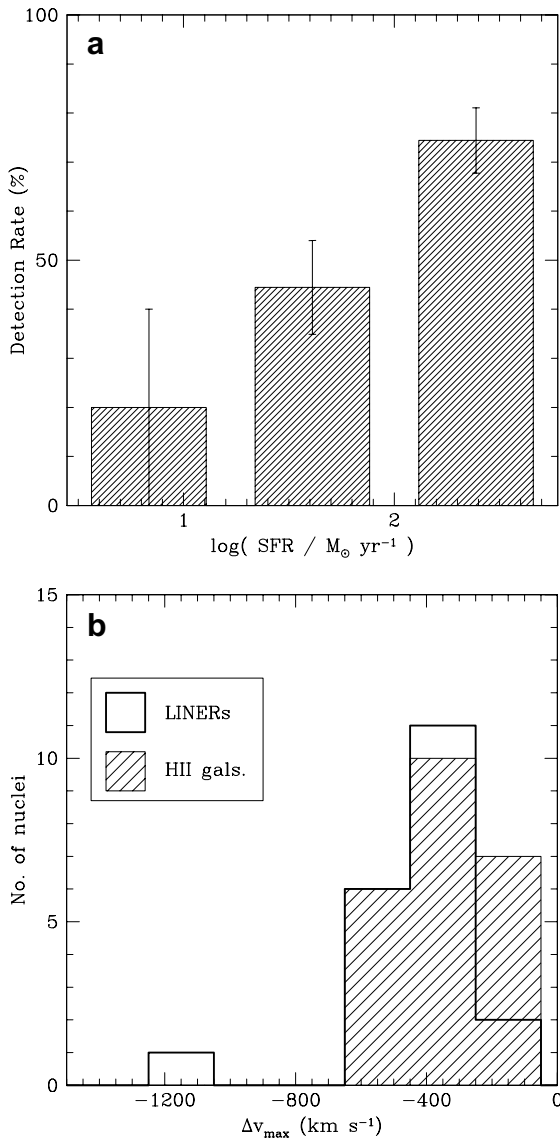 a
100
50
0
Detection Rate (%)
1 2
log( SFR / M⊙ yr⁻¹ )
b
15
10
5
0
No. of nuclei
LINERs
HII gals.
-1200 -800 -400 0
Δv_max (km s⁻¹)